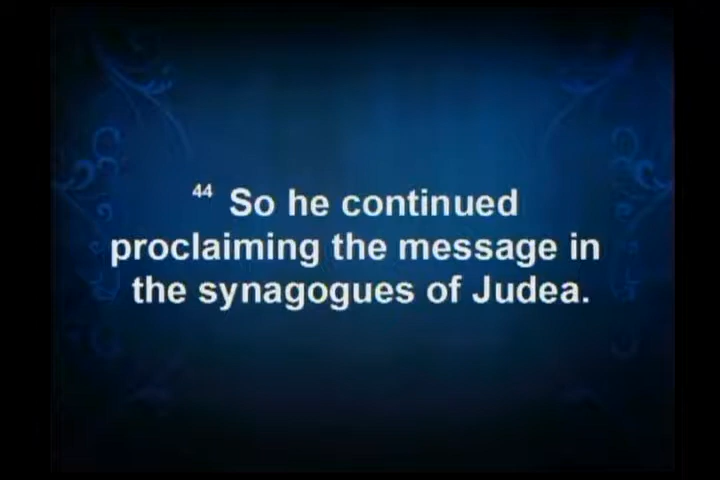 44 So he continued
proclaiming the message in
the synagogues of Judea.